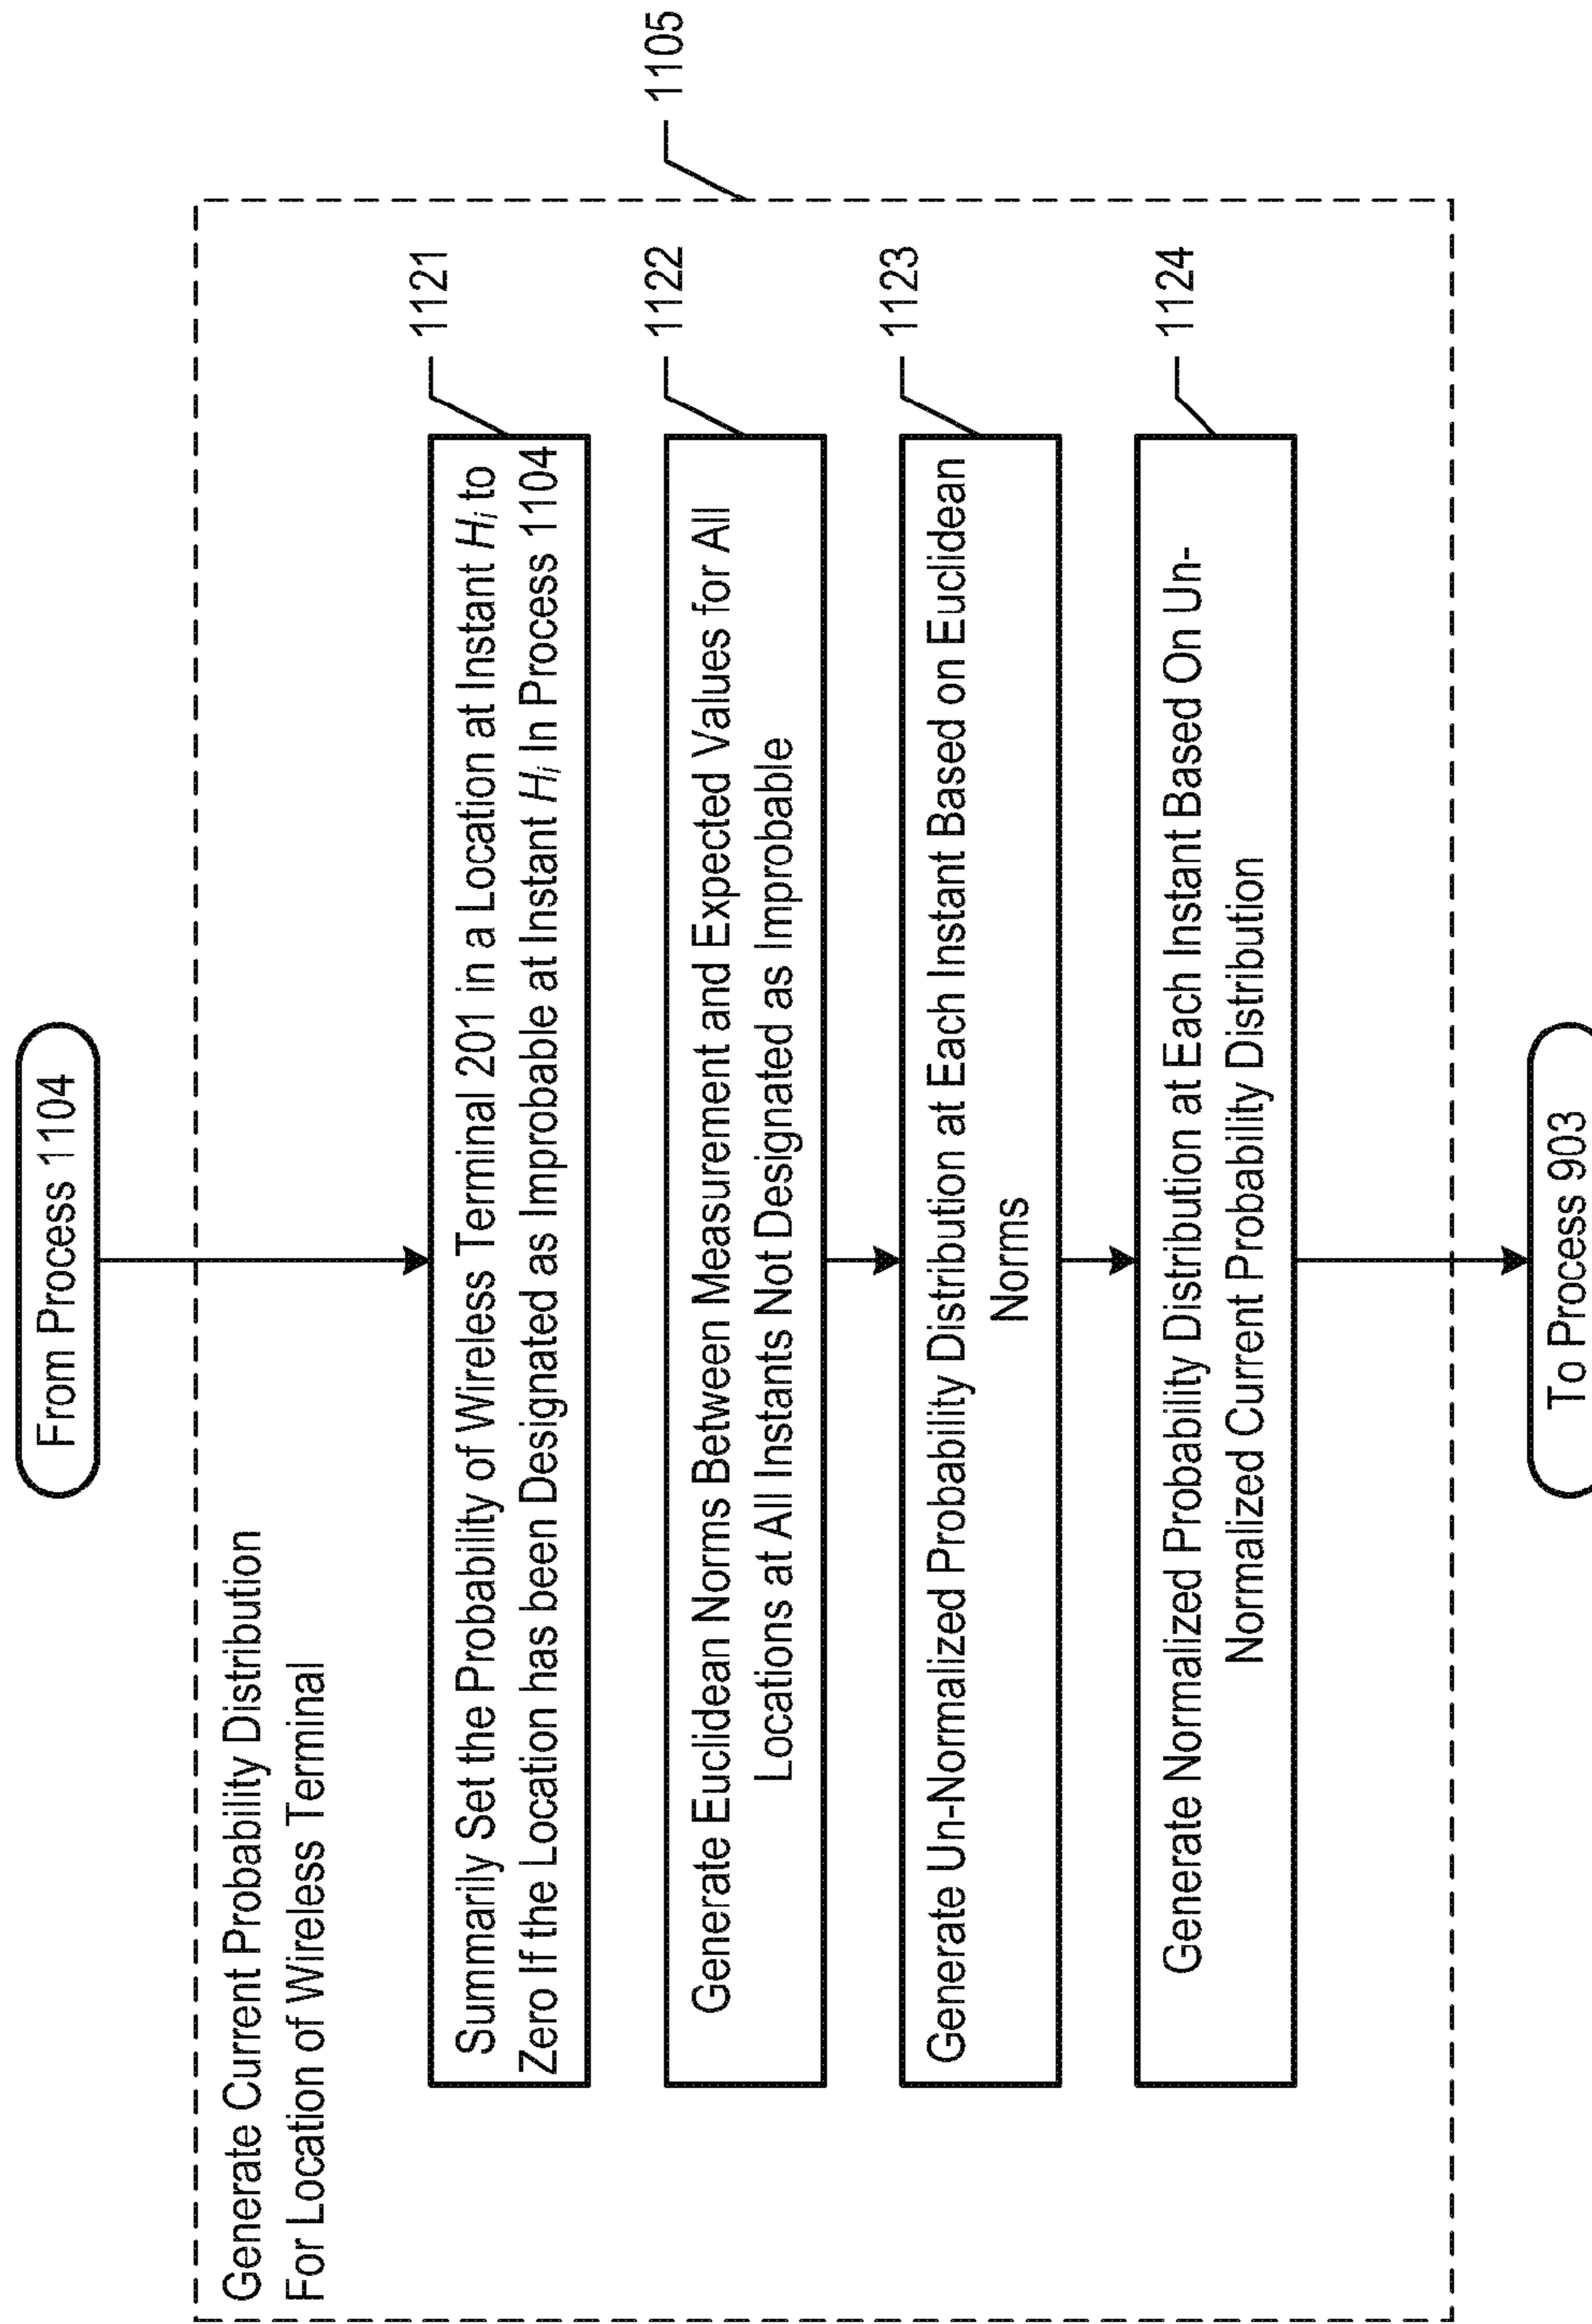 From Process 1104
Generate Current Probability Distribution
For Location of Wireless Terminal
1105
1121
Summarily Set the Probability of Wireless Terminal 201 in a Location at Instant Hi to
Zero If the Location has been Designated as Improbable at Instant Hi In Process 1104
1122
Generate Euclidean Norms Between Measurement and Expected Values for All
Locations at All Instants Not Designated as Improbable
1123
Generate Un-Normalized Probability Distribution at Each Instant Based on Euclidean
Norms
1124
Generate Normalized Probability Distribution at Each Instant Based On Un-
Normalized Current Probability Distribution
To Process 903